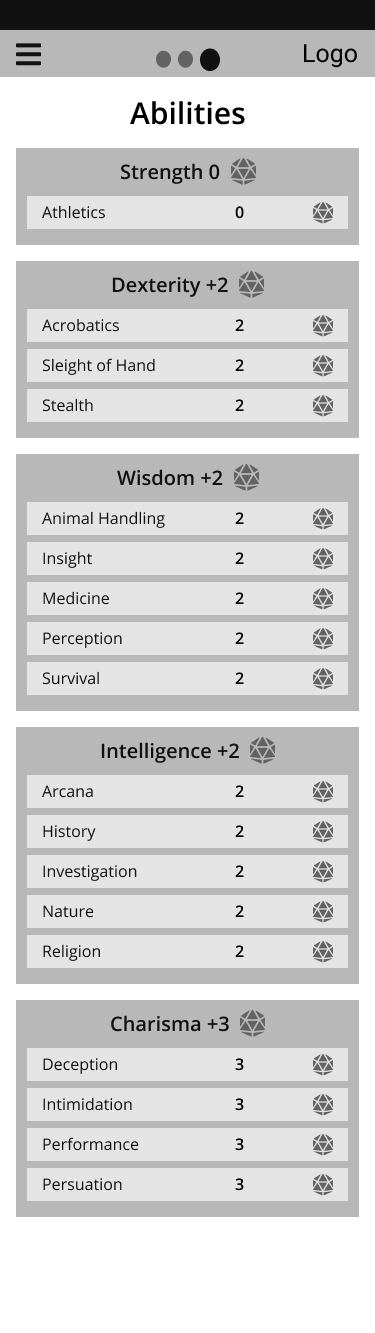 Logo
Abilities
Strength 0
Athletics 0
Dexterity +2
Acrobatics 2
Sleight of Hand 2
Stealth 2
Wisdom +2
Animal Handling 2
Insight 2
Medicine 2
Perception 2
Survival 2
Intelligence +2
Arcana 2
History 2
Investigation 2
Nature 2
Religion 2
Charisma +3
Deception 3
Intimidation 3
Performance 3
Persuation 3